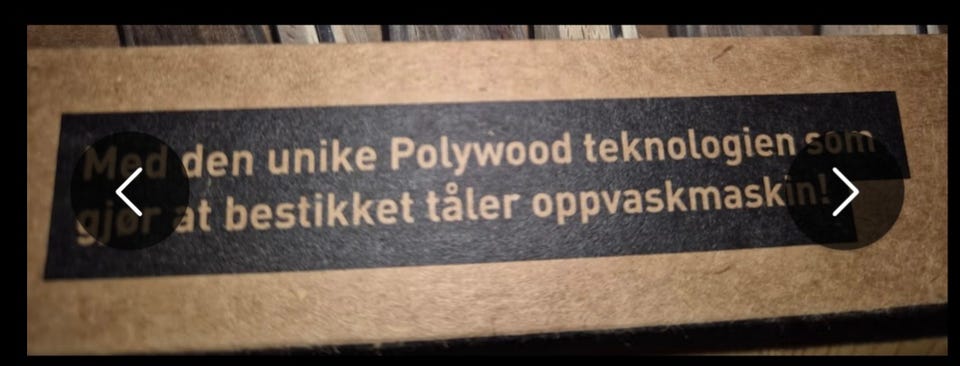 Med den unike Polywood teknologien som
gjør at bestikket tåler oppvaskmaskin!